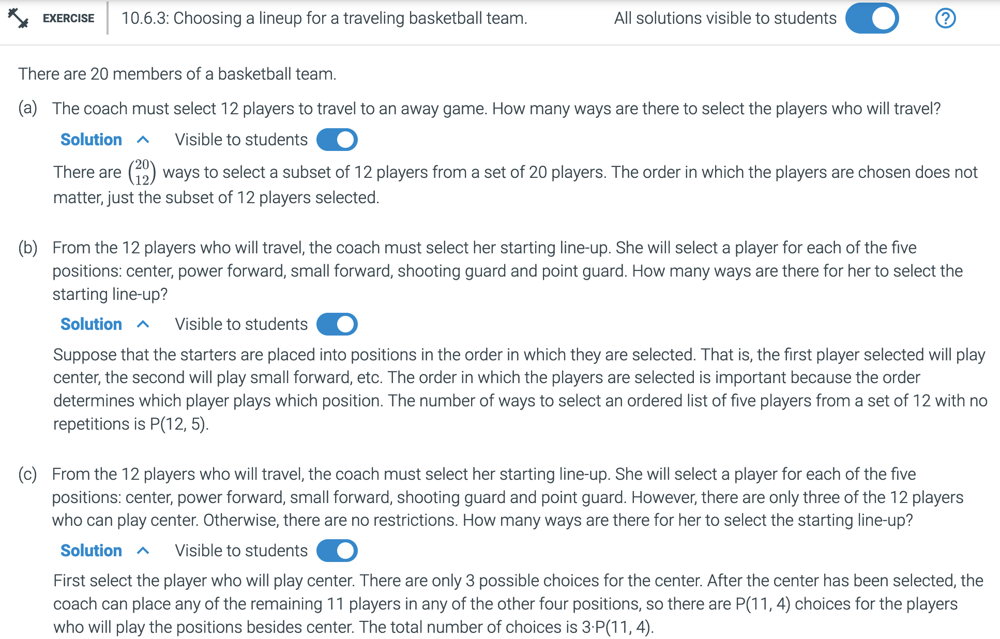 EXERCISE 10.6.3: Choosing a lineup for a traveling basketball team. All solutions visible to students ?
There are 20 members of a basketball team.
(a) The coach must select 12 players to travel to an away game. How many ways are there to select the players who will travel?
Solution Visible to students
There are (20 12) ways to select a subset of 12 players from a set of 20 players. The order in which the players are chosen does not
matter, just the subset of 12 players selected.
(b) From the 12 players who will travel, the coach must select her starting line-up. She will select a player for each of the five
positions: center, power forward, small forward, shooting guard and point guard. How many ways are there for her to select the
starting line-up?
Solution Visible to students
Suppose that the starters are placed into positions in the order in which they are selected. That is, the first player selected will play
center, the second will play small forward, etc. The order in which the players are selected is important because the order
determines which player plays which position. The number of ways to select an ordered list of five players from a set of 12 with no
repetitions is P(12, 5).
(c) From the 12 players who will travel, the coach must select her starting line-up. She will select a player for each of the five
positions: center, power forward, small forward, shooting guard and point guard. However, there are only three of the 12 players
who can play center. Otherwise, there are no restrictions. How many ways are there for her to select the starting line-up?
Solution Visible to students
First select the player who will play center. There are only 3 possible choices for the center. After the center has been selected, the
coach can place any of the remaining 11 players in any of the other four positions, so there are P(11, 4) choices for the players
who will play the positions besides center. The total number of choices is 3·P(11, 4).